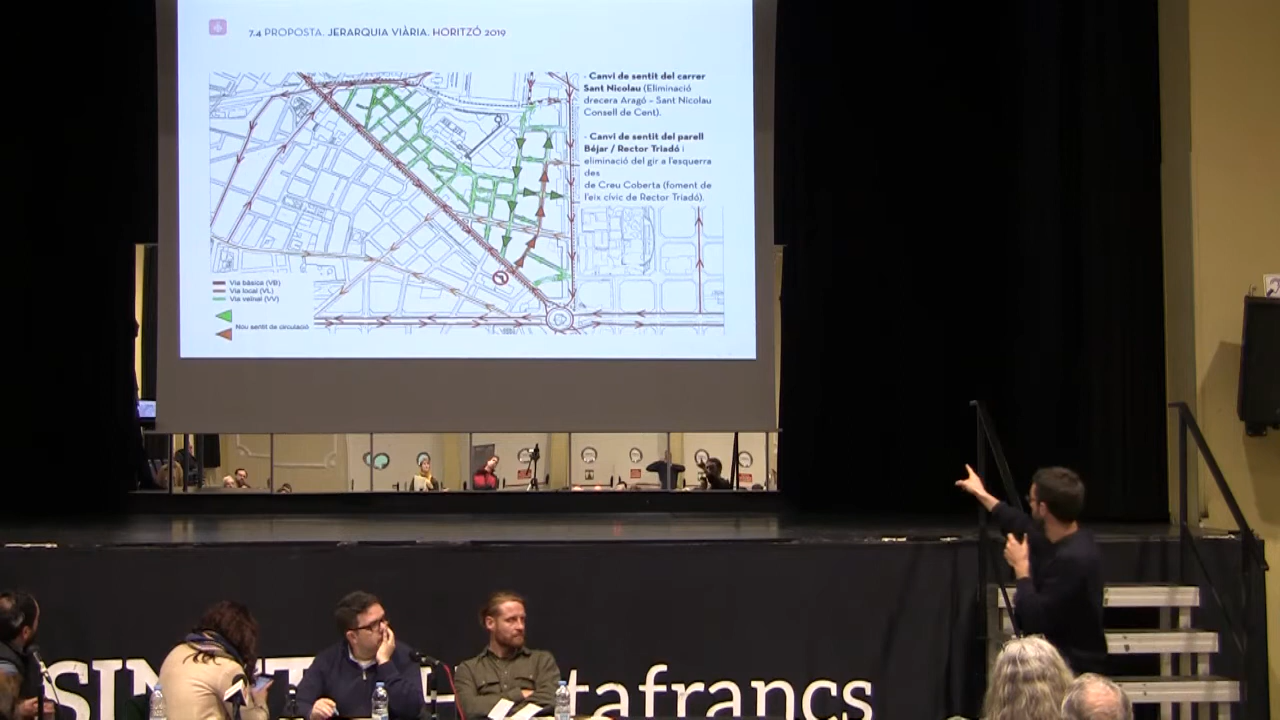 7.4 PROPOSTA. JERARQUIA VIÀRIA. HORITZÓ 2019
- Canvi de sentit del carrer
Sant Nicolau (Eliminació
drecera Aragó – Sant Nicolau
Consell de Cent).
- Canvi de sentit del parell
Béjar / Rector Triadó i
eliminació del gir a l'esquerra
des
de Creu Coberta (foment de
l'eix cívic de Rector Triadó).
Via bàsica (VB)
Via local (VL)
Via veïnal (VV)
Nou sentit de circulació
tafrancs